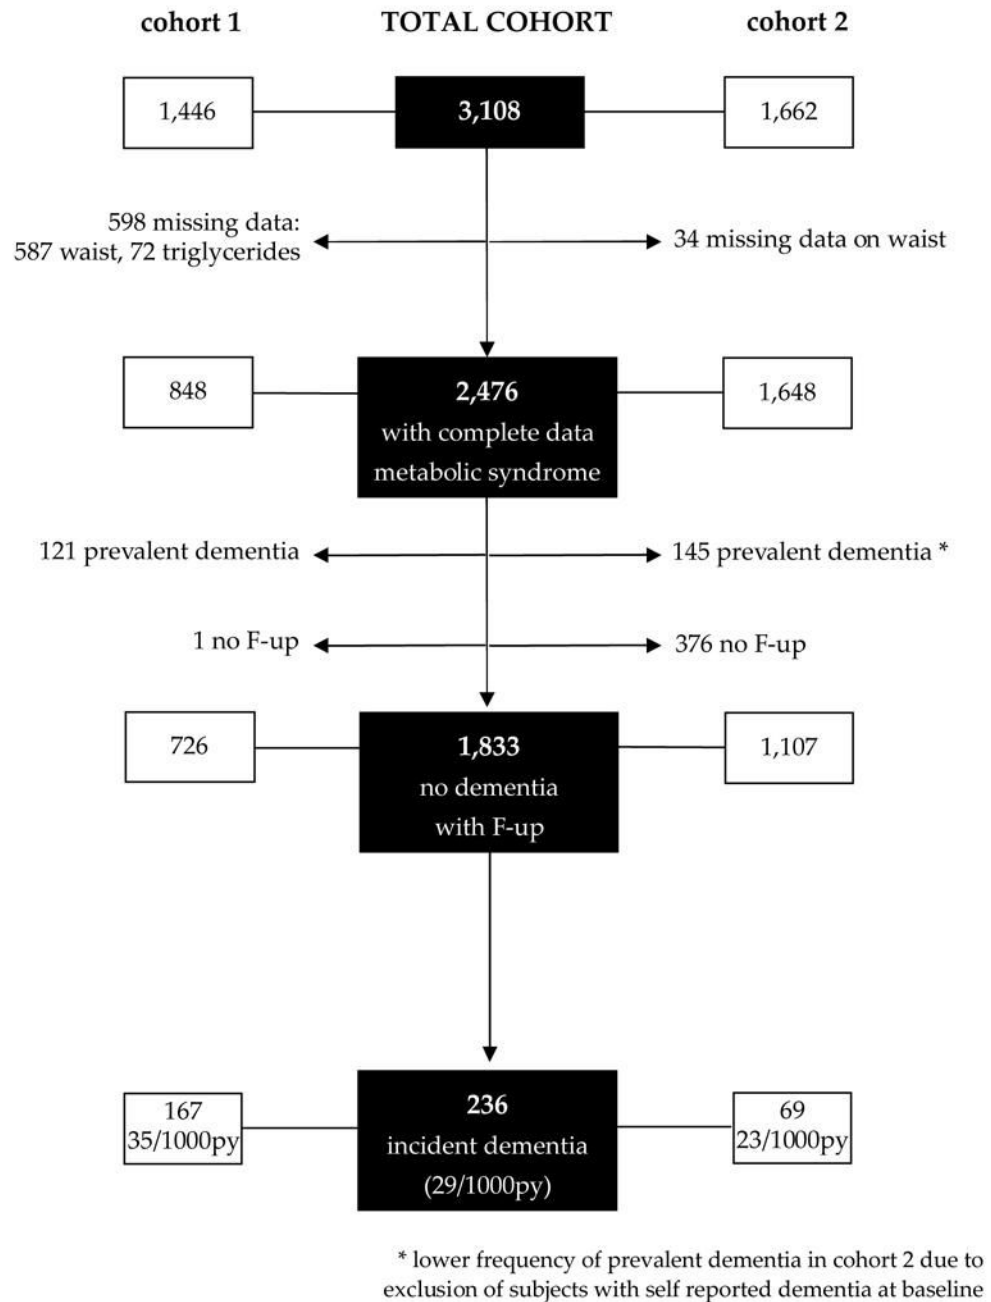 cohort 1 TOTAL COHORT cohort 2
1,446 3,108 1,662
598 missing data:
587 waist, 72 triglycerides
34 missing data on waist
848 2,476 1,648
with complete data
metabolic syndrome
121 prevalent dementia 145 prevalent dementia *
1 no F-up 376 no F-up
726 1,833 1,107
no dementia
with F-up
167 236 69
35/1000py incident dementia 23/1000py
(29/1000py)
* lower frequency of prevalent dementia in cohort 2 due to
exclusion of subjects with self reported dementia at baseline